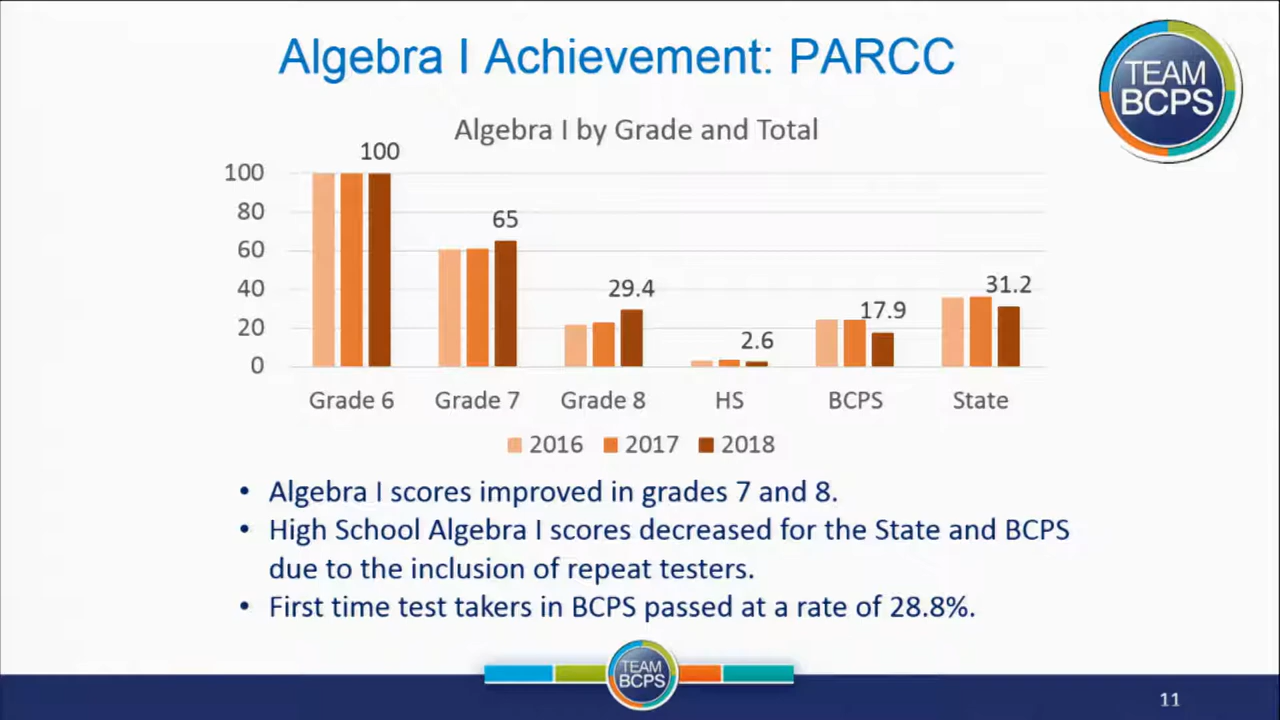 Algebra I Achievement: PARCC
TEAM
BCPS
Algebra I by Grade and Total
100
80
60
40
20
0
100
65
29.4
2.6
17.9
31.2
Grade 6
Grade 7
Grade 8
HS
BCPS
State
2016
2017
2018
• Algebra I scores improved in grades 7 and 8.
• High School Algebra I scores decreased for the State and BCPS
due to the inclusion of repeat testers.
• First time test takers in BCPS passed at a rate of 28.8%.
TEAM
BCPS
11